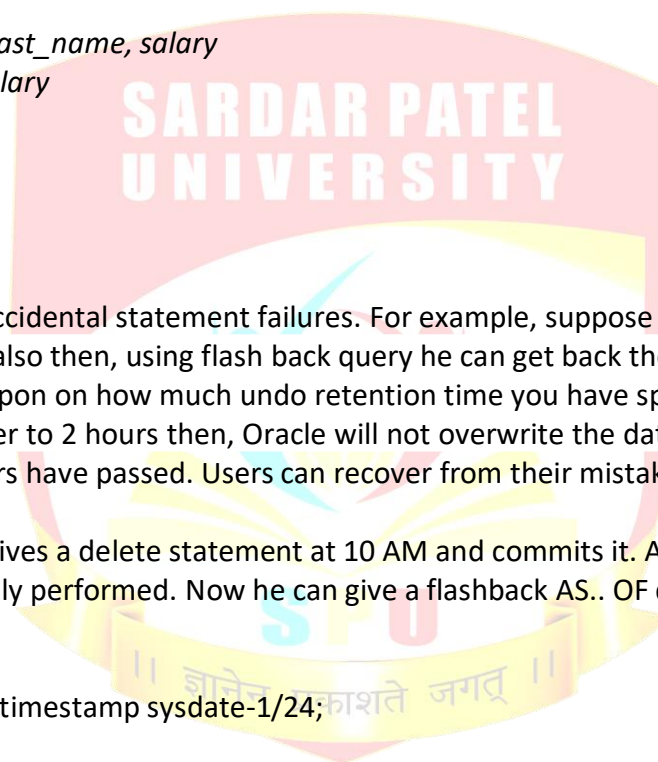 ast_name, salary
lary
SARDAR PATEL
UNIVERSITY
ccidental statement failures. For example, suppose
also then, using flash back query he can get back the
pon on how much undo retention time you have sp
er to 2 hours then, Oracle will not overwrite the dat
rs have passed. Users can recover from their mistak
ives a delete statement at 10 AM and commits it. A
ly performed. Now he can give a flashback AS.. OF
SPU
timestamp sysdate-1/24;
॥ ज्ञानेन प्रकाशते जगत् ॥